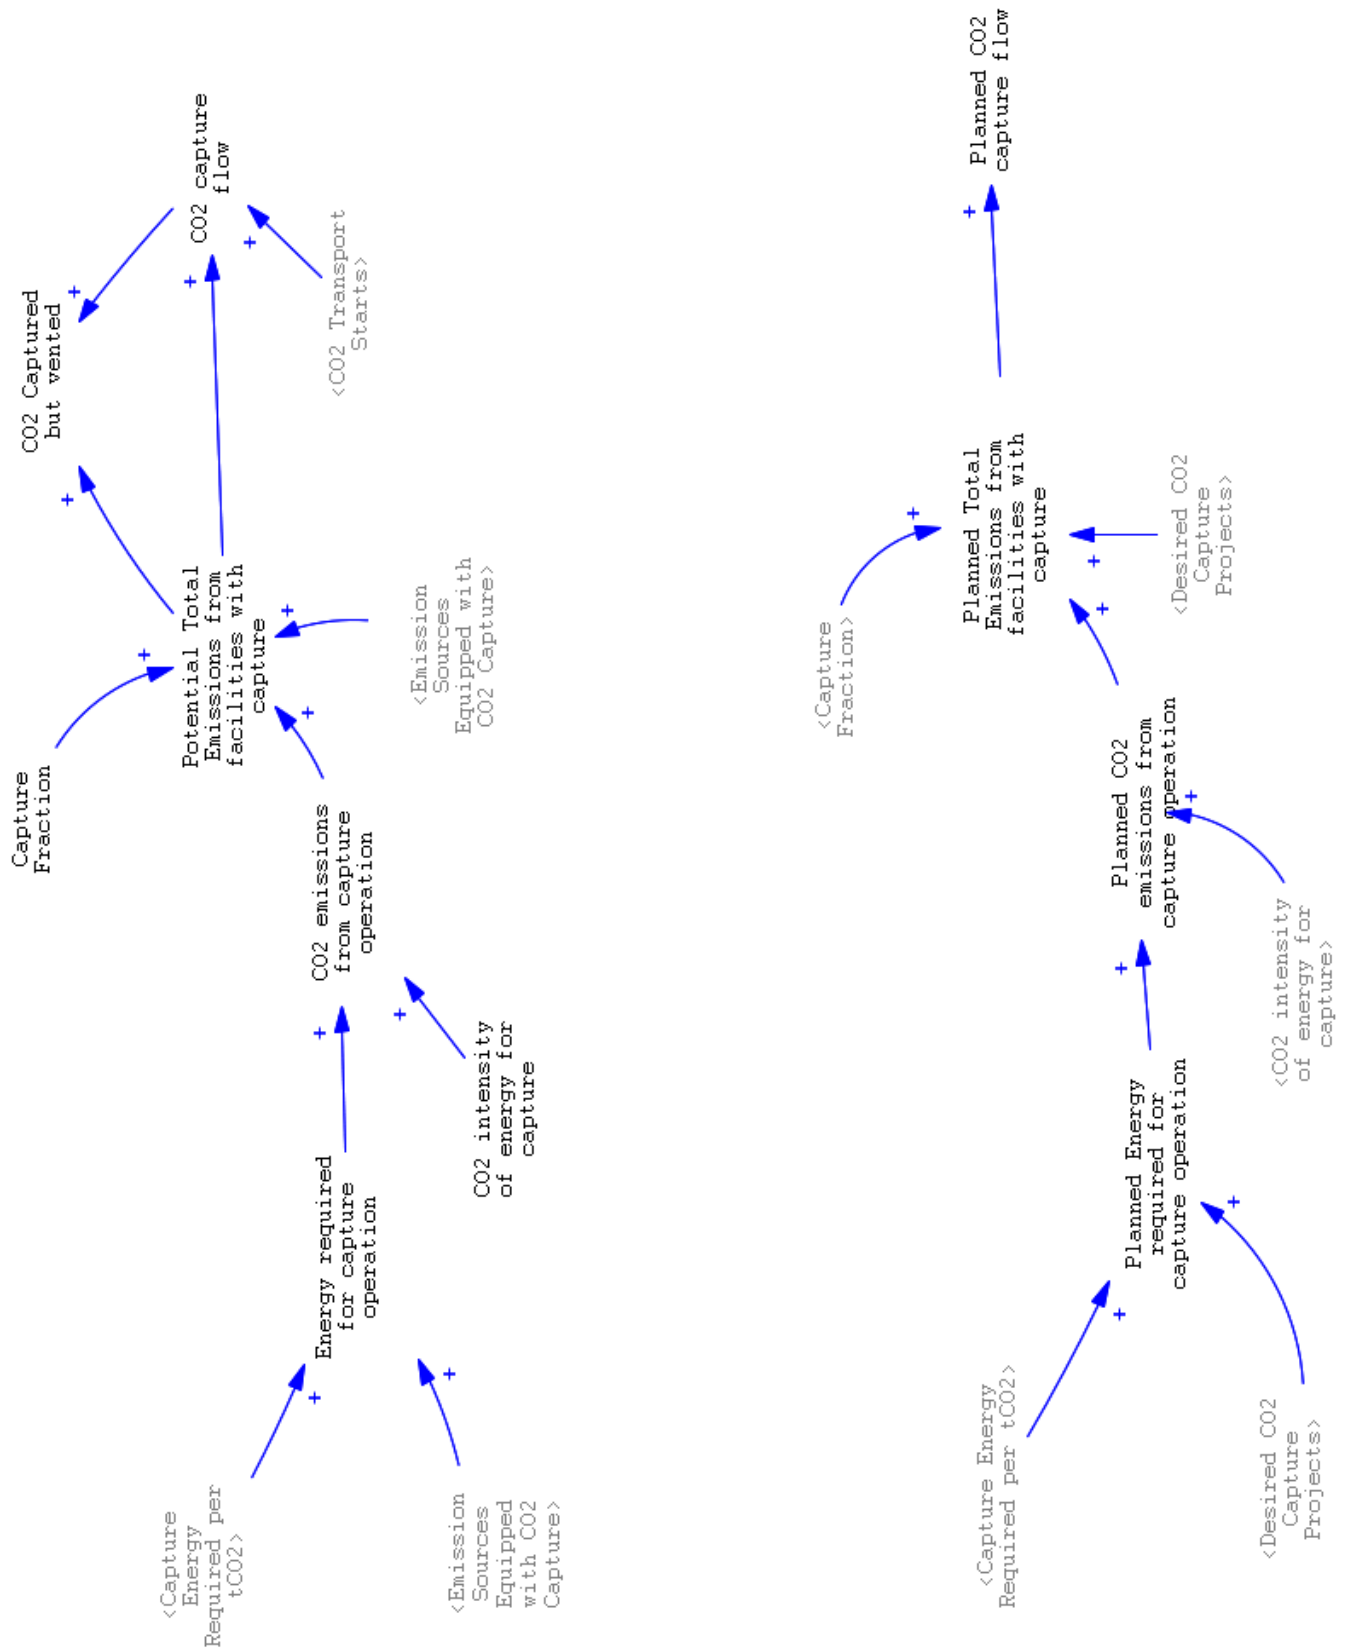 <Capture
Energy
Required per
tCO2>
<Emission
Sources
Equipped
with CO2
Capture>
+
+
Energy required
for capture
operation
CO2 intensity
of energy for
capture
+
+
CO2 emissions
from capture
operation
Capture
Fraction
+
+
+
Potential Total
Emissions from
facilities with
capture
<Emission
Sources
Equipped with
CO2 Capture>
+
+
CO2 Captured
but vented
+
+
CO2 capture
flow
<CO2 Transport
Starts>
<Capture Energy
Required per tCO2>
<Desired CO2
Capture
Projects>
+
+
Planned Energy
required for
capture operation
<CO2 intensity
of energy for
capture>
+
+
Planned CO2
emissions from
capture operation
<Capture
Fraction>
+
+
+
Planned Total
Emissions from
facilities with
capture
<Desired CO2
Capture
Projects>
+
Planned CO2
capture flow